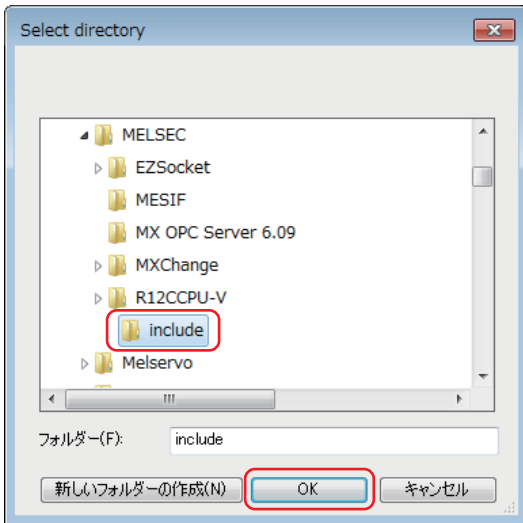 Select directory
MELSEC
EZSocket
MESIF
MX OPC Server 6.09
MXChange
R12CCPU-V
include
Melservo
フォルダー(F): include
新しいフォルダーの作成(N) OK キャンセル